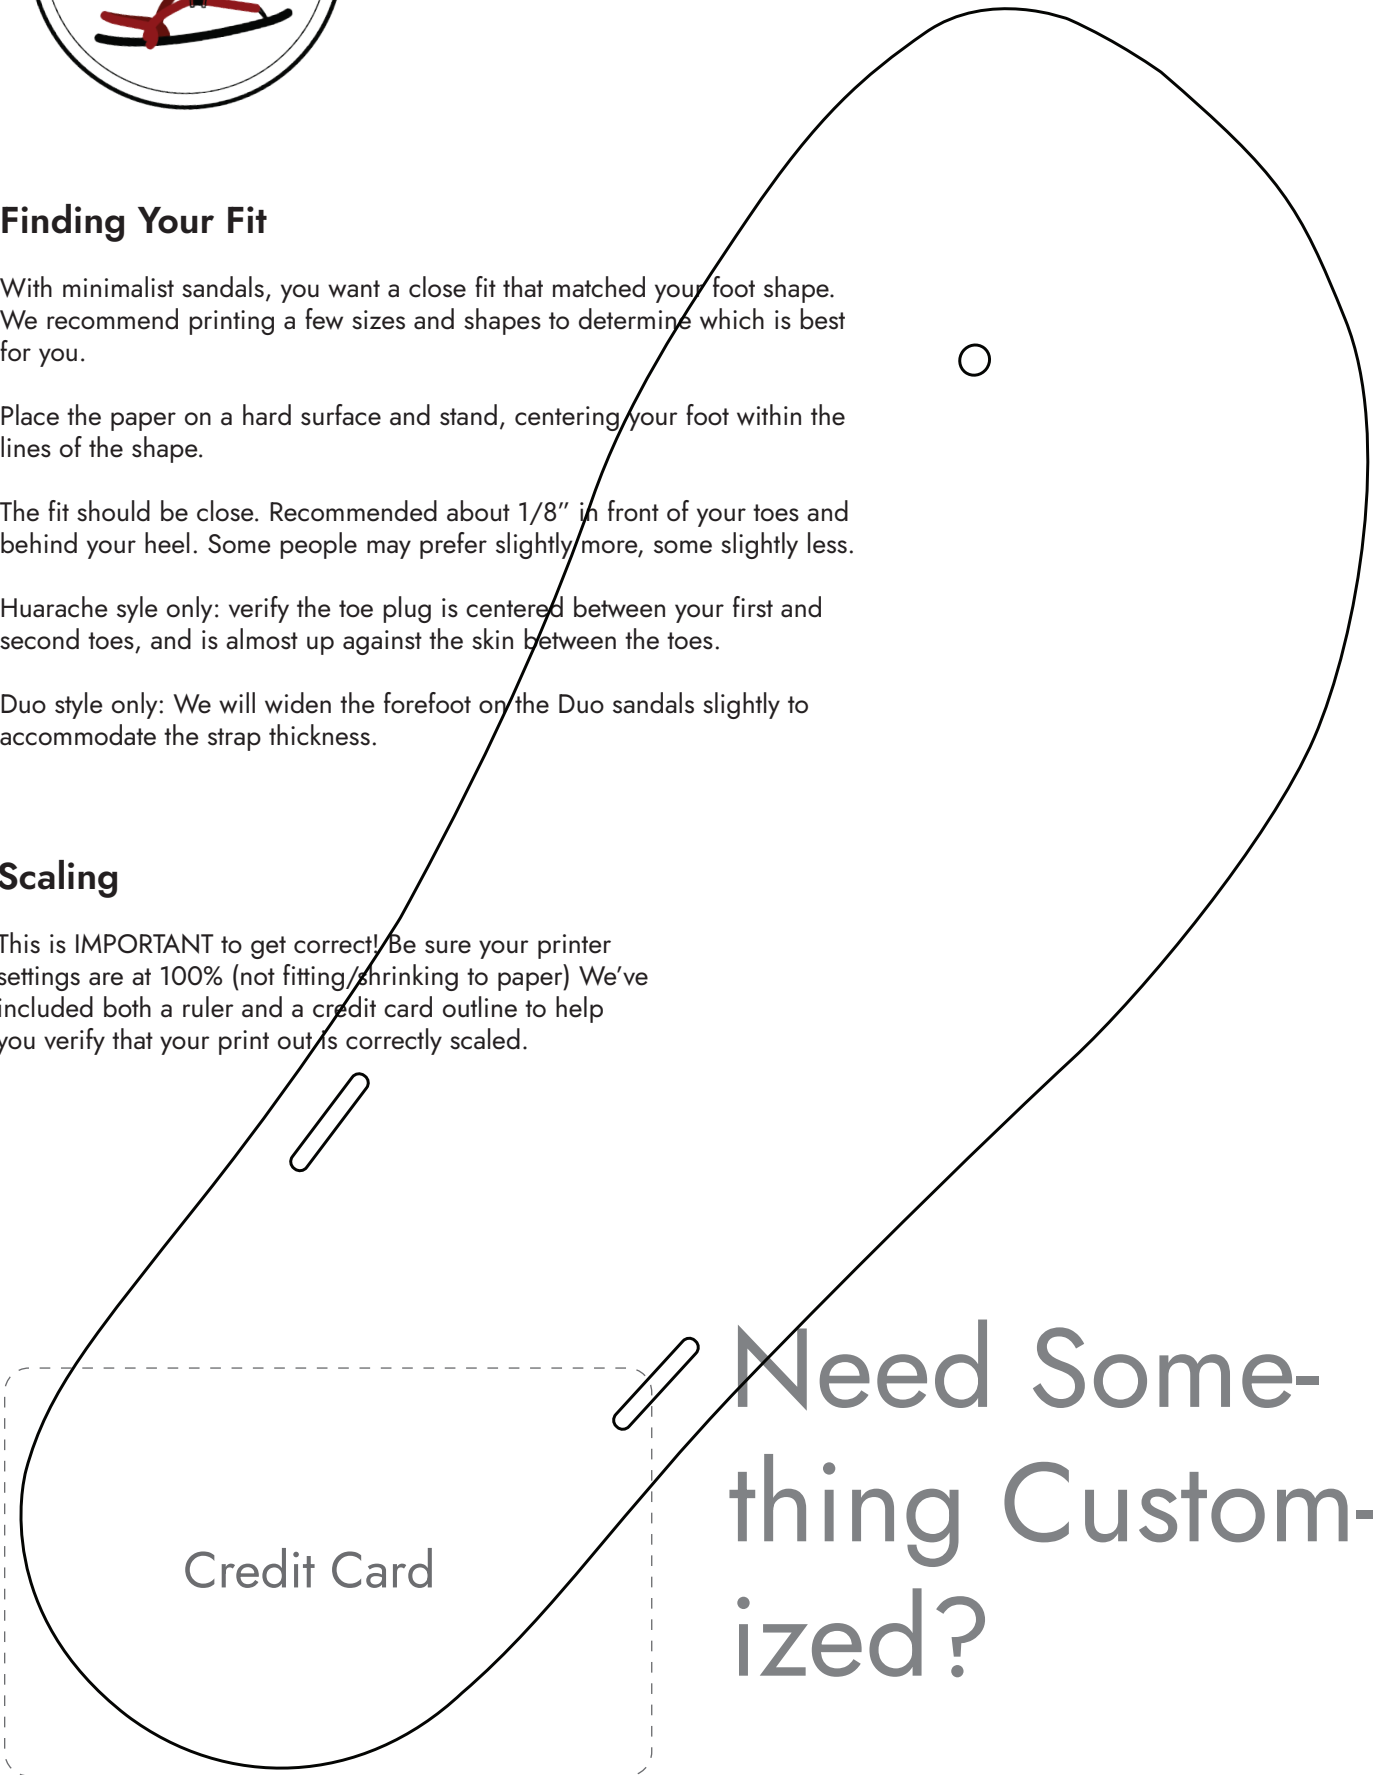 Finding Your Fit
With minimalist sandals, you want a close fit that matched your foot shape.
We recommend printing a few sizes and shapes to determine which is best
for you.
Place the paper on a hard surface and stand, centering your foot within the
lines of the shape.
The fit should be close. Recommended about 1/8” in front of your toes and
behind your heel. Some people may prefer slightly more, some slightly less.
Huarache syle only: verify the toe plug is centered between your first and
second toes, and is almost up against the skin between the toes.
Duo style only: We will widen the forefoot on the Duo sandals slightly to
accommodate the strap thickness.
Scaling
This is IMPORTANT to get correct! Be sure your printer
settings are at 100% (not fitting/shrinking to paper) We’ve
included both a ruler and a credit card outline to help
you verify that your print out is correctly scaled.
Credit Card
Need Some-
thing Custom-
ized?